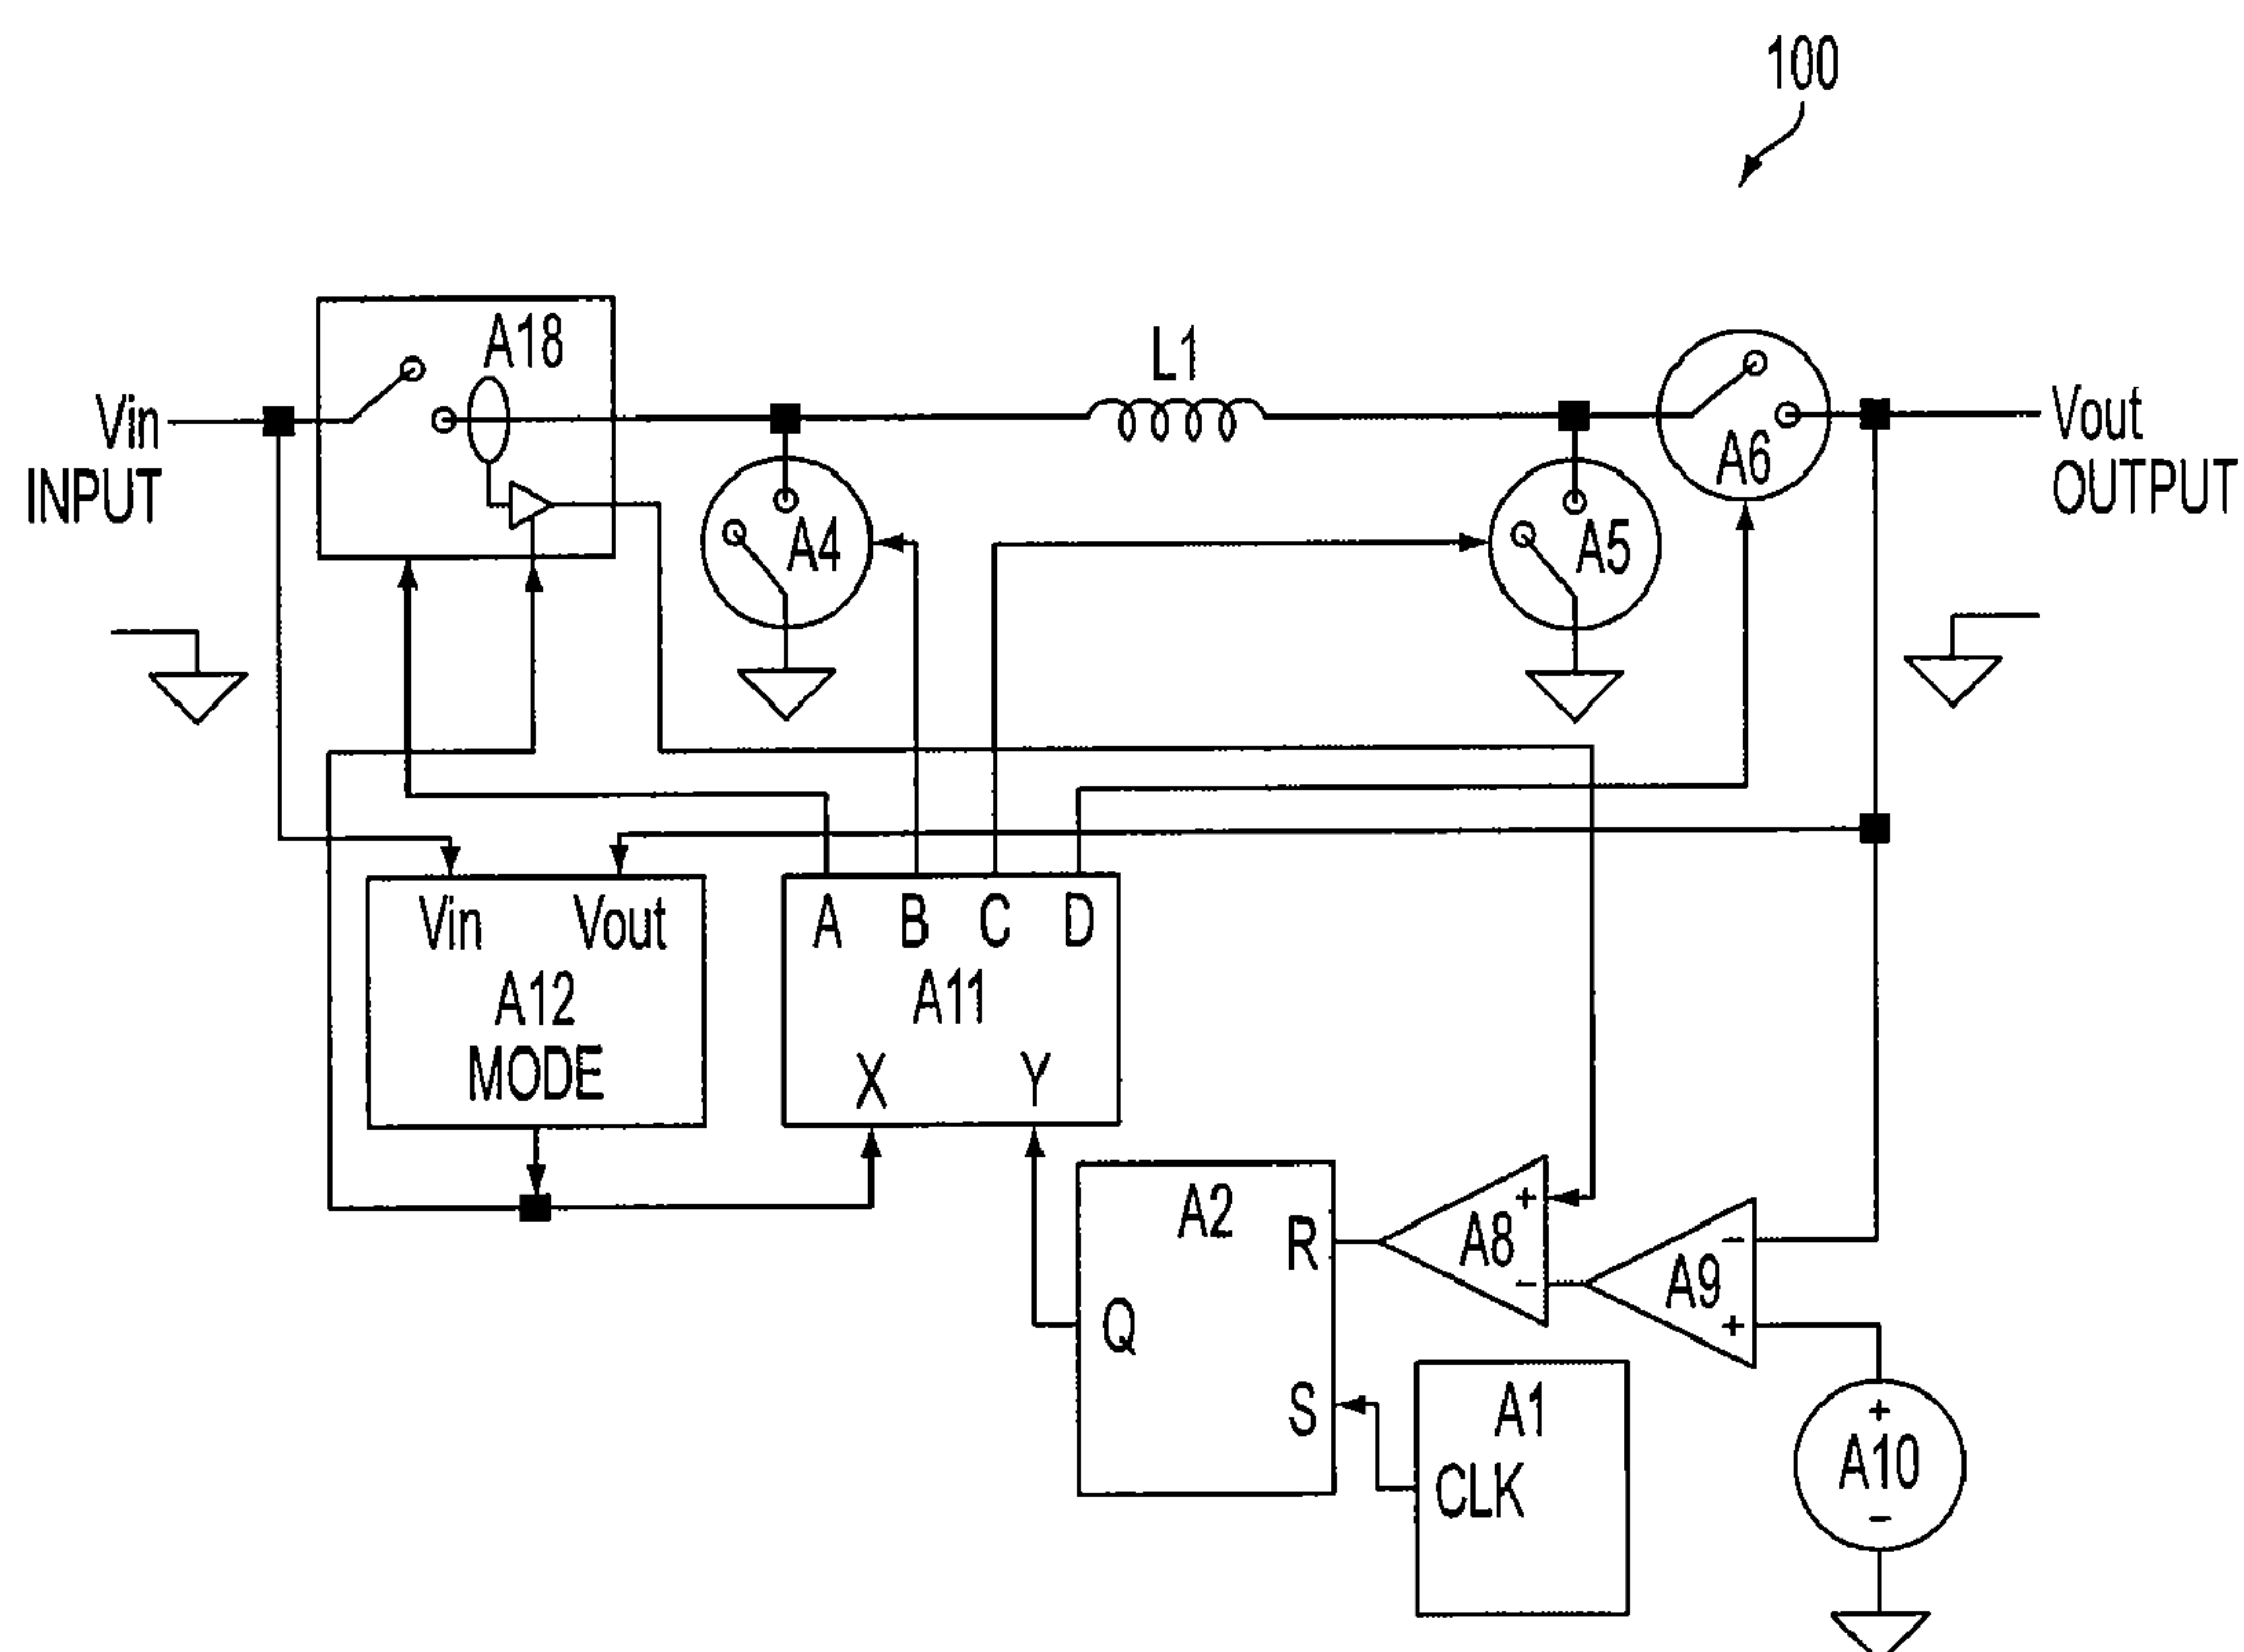 100
A18
L1
Vin
INPUT
A6
Vout
OUTPUT
A4
A5
Vin Vout
A12
MODE
A B C D
A11
X Y
A2
R
Q
S
+
A8
−
−
A9
+
A1
CLK
+
A10
−